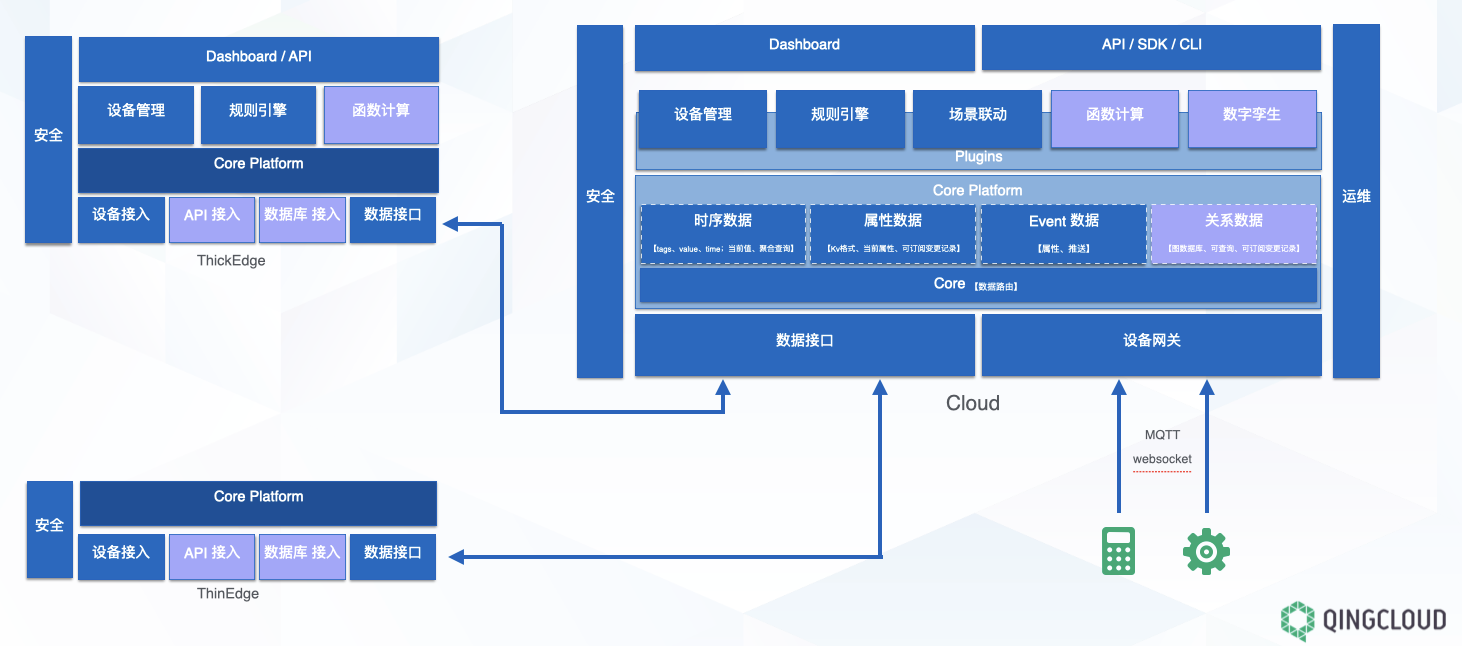 安全
Dashboard / API
设备管理
规则引擎
函数计算
Core Platform
设备接入
API 接入
数据库 接入
数据接口
ThickEdge
安全
Dashboard
API / SDK / CLI
运维
设备管理
规则引擎
场景联动
函数计算
数字孪生
Plugins
Core Platform
时序数据
【tags、value、time；当前值、聚合查询】
属性数据
【Kv格式、当前属性、可订阅变更记录】
Event 数据
【属性、推送】
关系数据
【图数据库、可查询、可订阅变更记录】
Core 【数据路由】
数据接口
设备网关
Cloud
MQTT
websocket
安全
Core Platform
设备接入
API 接入
数据库 接入
数据接口
ThinEdge
QINGCLOUD